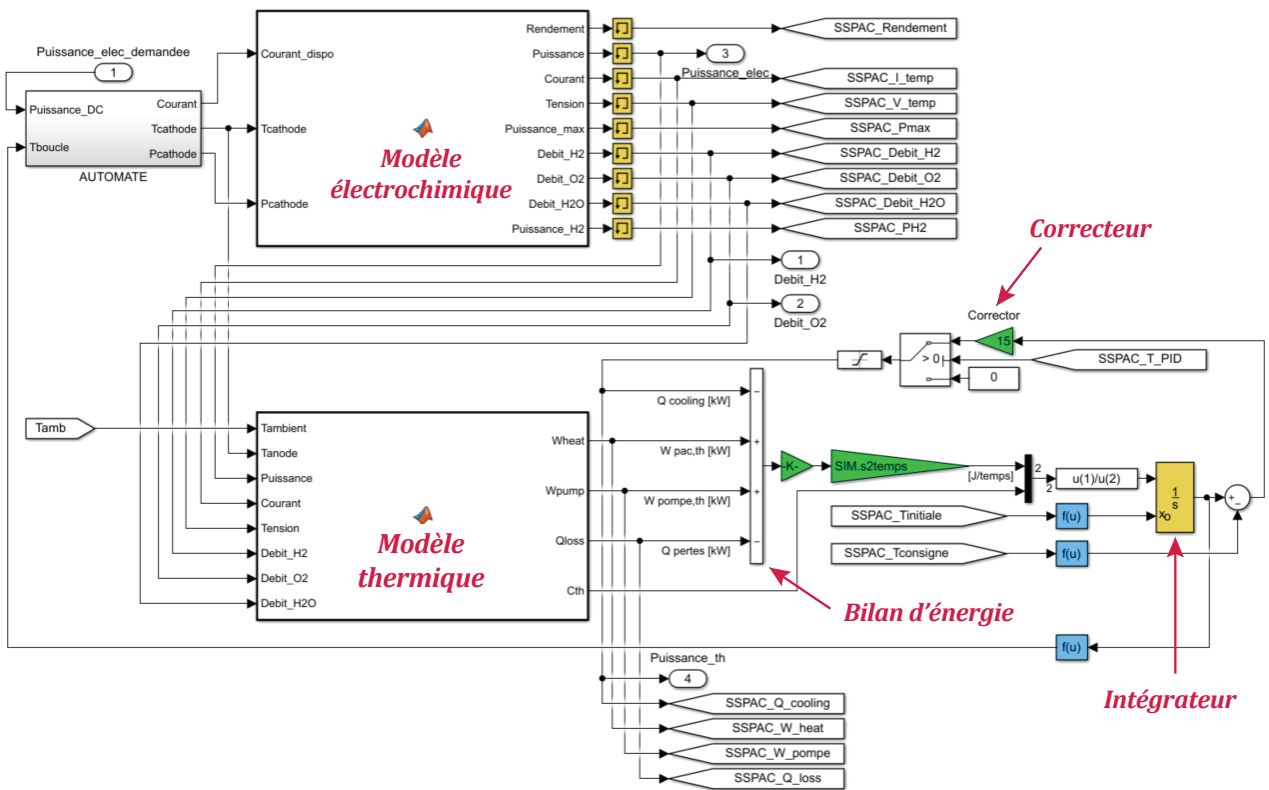 Puissance_elec_demandee
1
Puissance_DC
Tboucle
Courant
Tcathode
Pcathode
AUTOMATE
Courant_dispo
Tcathode
Pcathode
Modèle
électrochimique
Rendement
Puissance
Courant
Tension
Puissance_max
Debit_H2
Debit_O2
Debit_H2O
Puissance_H2
SSPAC_Rendement
3
Puissance_elec
SSPAC_I_temp
SSPAC_V_temp
SSPAC_Pmax
SSPAC_Debit_H2
SSPAC_Debit_O2
SSPAC_Debit_H2O
SSPAC_PH2
1
Debit_H2
2
Debit_O2
Correcteur
Corrector
15
> 0
SSPAC_T_PID
0
Tamb
Tambient
Tanode
Puissance
Courant
Tension
Debit_H2
Debit_O2
Debit_H2O
Modèle
thermique
Wheat
Wpump
Qloss
Cth
Q cooling [kW]
W pac,th [kW]
W pompe,th [kW]
Q pertes [kW]
−
+
+
−
-K-
SIM.s2temps
[J/temps]
2
2
u(1)/u(2)
1
s
xo
+
−
SSPAC_Tinitiale
f(u)
SSPAC_Tconsigne
f(u)
Bilan d'énergie
f(u)
Intégrateur
Puissance_th
4
SSPAC_Q_cooling
SSPAC_W_heat
SSPAC_W_pompe
SSPAC_Q_loss